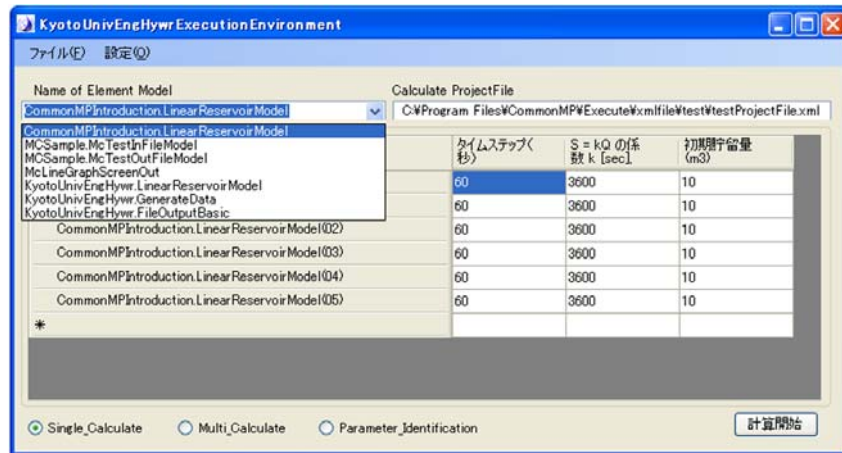 KyotoUnivEngHywrExecutionEnvironment
ファイル(F) 設定(O)
Name of Element Model
Calculate ProjectFile
CommonMPIntroduction.LinearReservoirModel
C:¥Program Files¥CommonMP¥Execute¥xmlfile¥test¥testProjectFile.xml
CommonMPIntroduction.LinearReservoirModel
MCSample.McTestInFileModel
MCSample.McTestOutFileModel
McLineGraphScreenOut
KyotoUnivEngHywr.LinearReservoirModel
KyotoUnivEngHywr.GenerateData
KyotoUnivEngHywr.FileOutputBasic
タイムステップ(秒)
S = kQ の係数 k [sec]
初期貯留量(m3)
60 3600 10
60 3600 10
CommonMPIntroduction.LinearReservoirModel(02) 60 3600 10
CommonMPIntroduction.LinearReservoirModel(03) 60 3600 10
CommonMPIntroduction.LinearReservoirModel(04) 60 3600 10
CommonMPIntroduction.LinearReservoirModel(05) 60 3600 10
*
Single_Calculate
Multi_Calculate
Parameter_Identification
計算開始